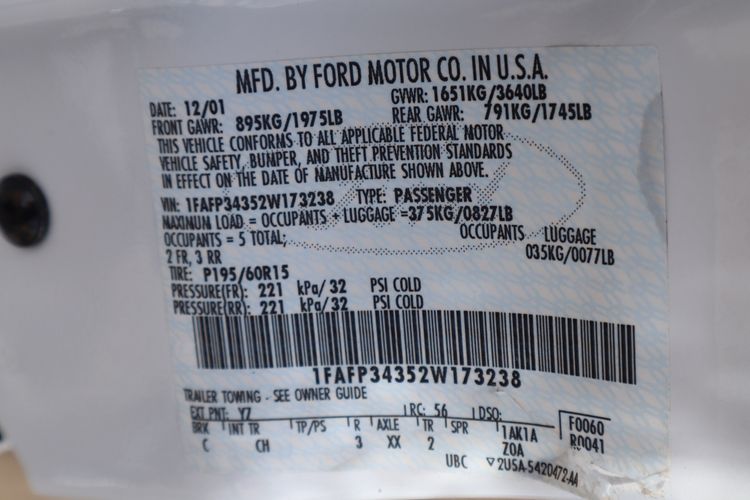 MFD. BY FORD MOTOR CO. IN U.S.A.
DATE: 12/01 GVWR: 1651KG/3640LB
FRONT GAWR: 895KG/1975LB REAR GAWR: 791KG/1745LB
THIS VEHICLE CONFORMS TO ALL APPLICABLE FEDERAL MOTOR
VEHICLE SAFETY, BUMPER, AND THEFT PREVENTION STANDARDS
IN EFFECT ON THE DATE OF MANUFACTURE SHOWN ABOVE.
VIN: 1FAFP34352W173238 TYPE: PASSENGER
MAXIMUM LOAD = OCCUPANTS + LUGGAGE =375KG/0827LB
OCCUPANTS = 5 TOTAL; OCCUPANTS LUGGAGE
2 FR, 3 RR 035KG/0077LB
TIRE: P195/60R15
PRESSURE(FR): 221 kPa/32 PSI COLD
PRESSURE(RR): 221 kPa/32 PSI COLD
1FAFP34352W173238
TRAILER TOWING - SEE OWNER GUIDE
EXT PNT: Y7 RC: 56 DSO: F0060
BRK INT TR TP/PS R AXLE TR SPR 1AK1A R0041
C CH 3 XX 2 Z0A
UBC ▽2U5A-5420472-AA